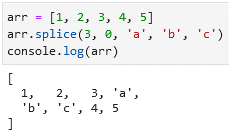 arr = [1, 2, 3, 4, 5]
arr.splice(3, 0, 'a', 'b', 'c')
console.log(arr)
[
  1,   2,   3, 'a',
  'b', 'c', 4, 5
]